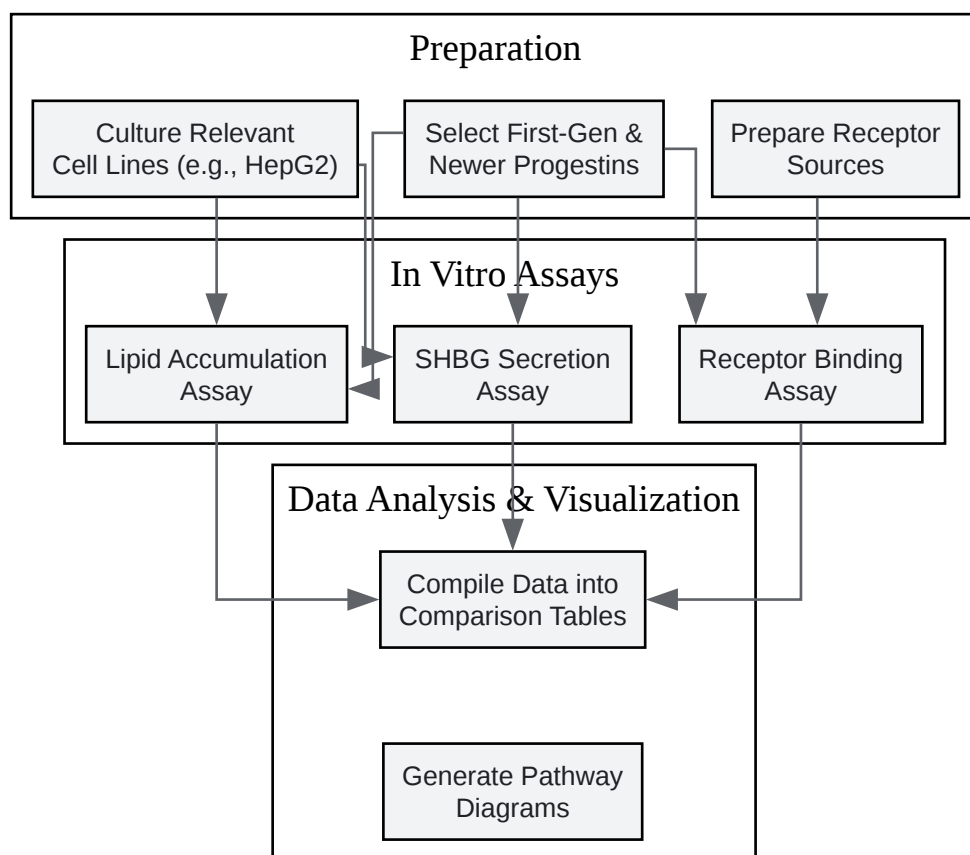 Preparation
Culture Relevant
Cell Lines (e.g., HepG2)
Select First-Gen &
Newer Progestins
Prepare Receptor
Sources
In Vitro Assays
Lipid Accumulation
Assay
SHBG Secretion
Assay
Receptor Binding
Assay
Data Analysis & Visualization
Compile Data into
Comparison Tables
Generate Pathway
Diagrams